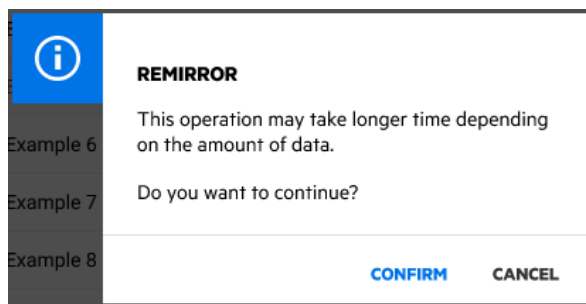 REMIRROR
This operation may take longer time depending
on the amount of data.
Do you want to continue?
Example 6
Example 7
Example 8
CONFIRM CANCEL